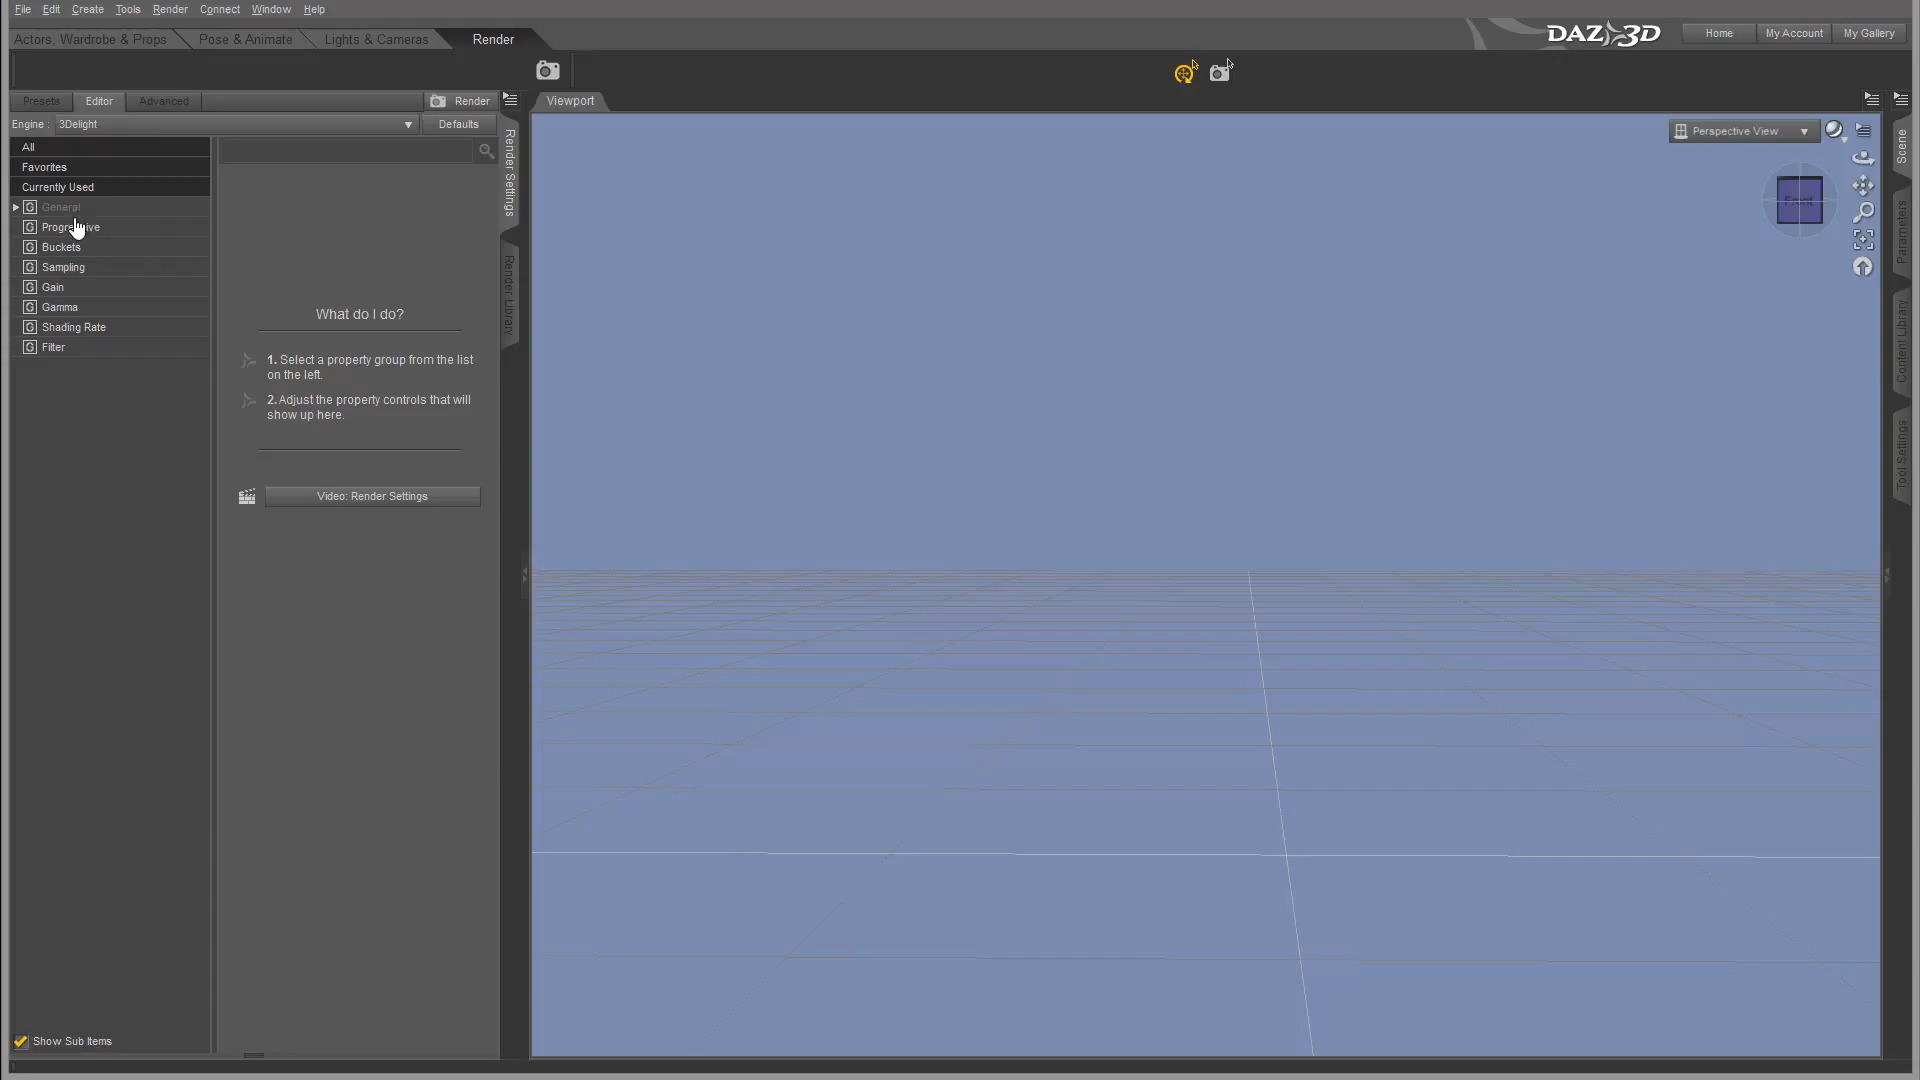 File Edit Create Tools Render Connect Window Help
Actors, Wardrobe & Props Pose & Animate Lights & Cameras Render
DAZ 3D
Home My Account My Gallery
Presets Editor Advanced Render
Viewport
Engine : 3Delight Defaults
Perspective View
All
Favorites
Currently Used
General
Progressive
Buckets
Sampling
Gain
Gamma
Shading Rate
Filter
Front
What do I do?
1. Select a property group from the list
on the left.
2. Adjust the property controls that will
show up here.
Video: Render Settings
Render Settings
Render Library
Scene
Parameters
Content Library
Tool Settings
Show Sub Items